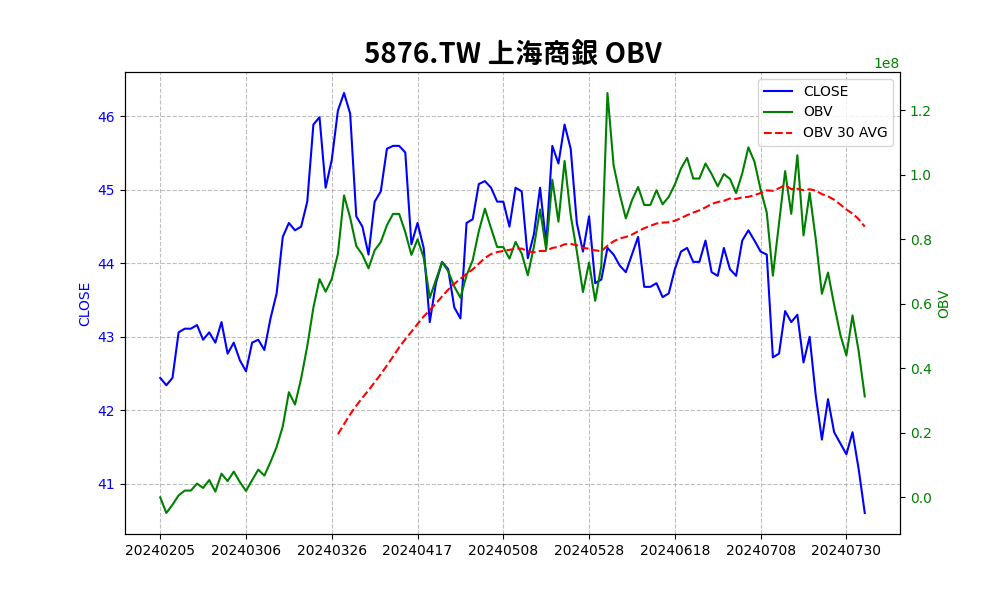 5876.TW 上海商銀 OBV
1e8
CLOSE
OBV
OBV 30 AVG
46
45
44
43
42
41
CLOSE
1.2
1.0
0.8
0.6
0.4
0.2
0.0
OBV
20240205 20240306 20240326 20240417 20240508 20240528 20240618 20240708 20240730